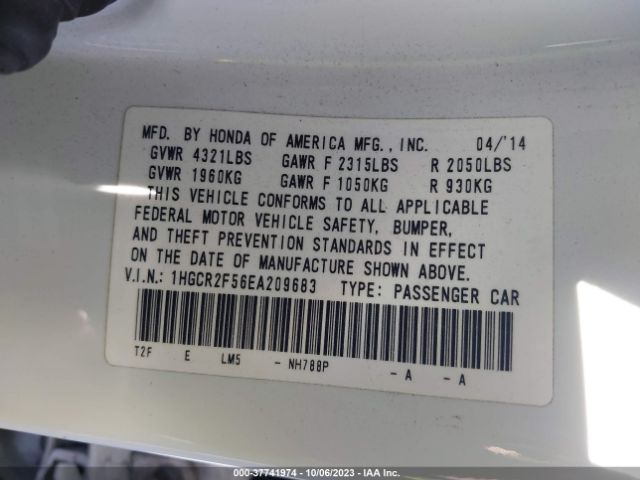 MFD. BY HONDA OF AMERICA MFG., INC. 04/'14
GVWR 4321LBS GAWR F 2315LBS R 2050LBS
GVWR 1960KG GAWR F 1050KG R 930KG
THIS VEHICLE CONFORMS TO ALL APPLICABLE
FEDERAL MOTOR VEHICLE SAFETY, BUMPER,
AND THEFT PREVENTION STANDARDS IN EFFECT
ON THE DATE OF MANUFACTURE SHOWN ABOVE.
V.I.N.: 1HGCR2F56EA209683 TYPE: PASSENGER CAR
T2F E LM5 - NH788P - A - A
000-37741974 - 10/06/2023 - IAA Copart